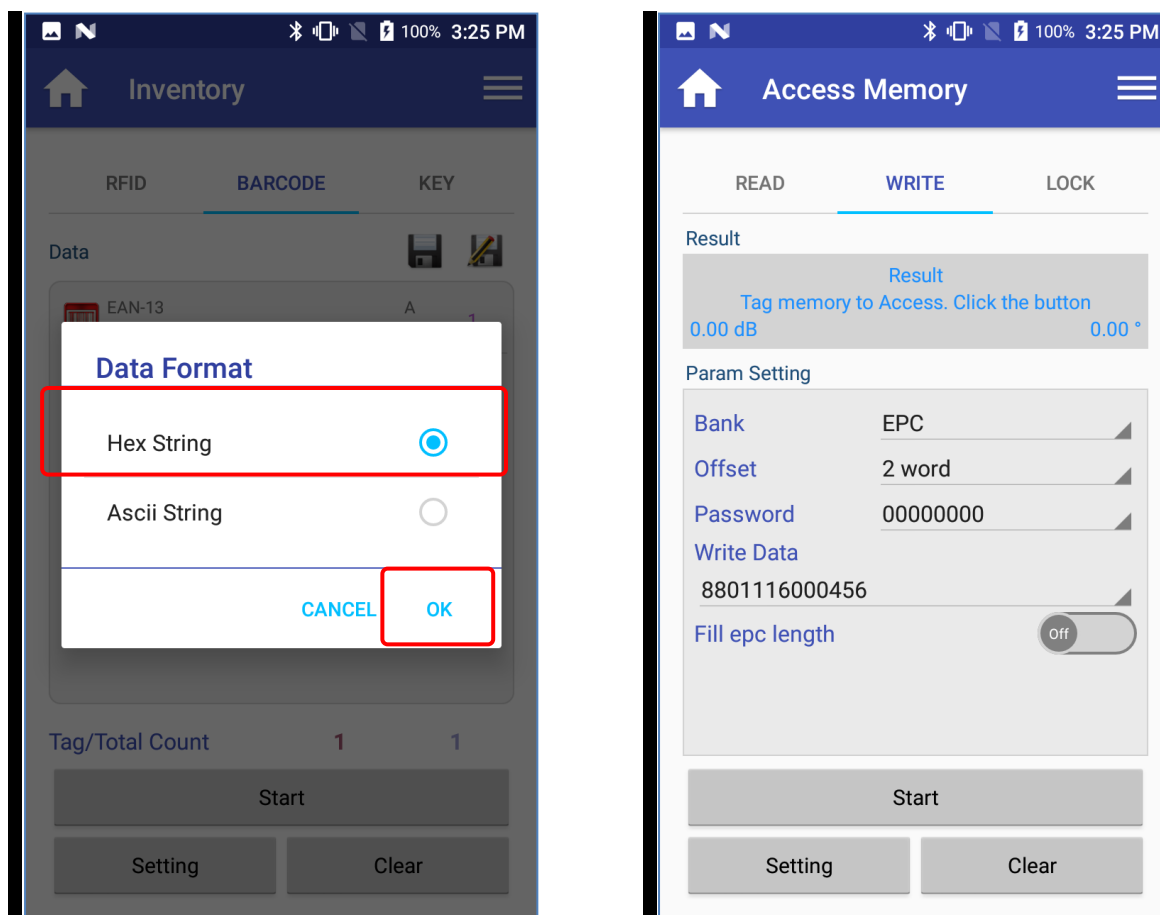 100% 3:25 PM
Inventory
RFID BARCODE KEY
Data
EAN-13 A 1
Data Format
Hex String
Ascii String
CANCEL OK
Tag/Total Count 1 1
Start
Setting Clear
100% 3:25 PM
Access Memory
READ WRITE LOCK
Result
Result
Tag memory to Access. Click the button
0.00 dB 0.00 °
Param Setting
Bank EPC
Offset 2 word
Password 00000000
Write Data
8801116000456
Fill epc length Off
Start
Setting Clear